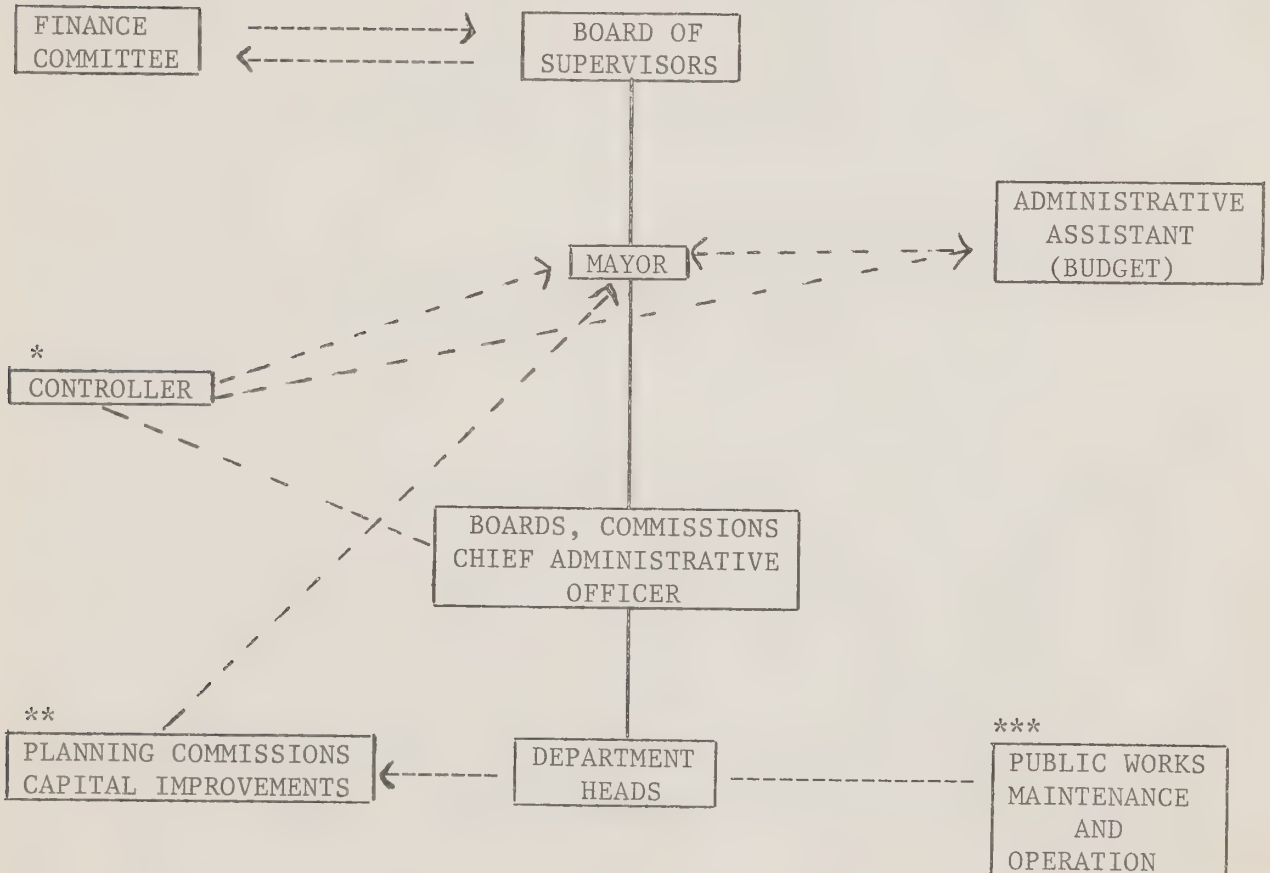 FINANCE
COMMITTEE
BOARD OF
SUPERVISORS
ADMINISTRATIVE
ASSISTANT
(BUDGET)
MAYOR
*
CONTROLLER
BOARDS, COMMISSIONS
CHIEF ADMINISTRATIVE
OFFICER
**
PLANNING COMMISSIONS
CAPITAL IMPROVEMENTS
DEPARTMENT
HEADS
***
PUBLIC WORKS
MAINTENANCE
AND
OPERATION